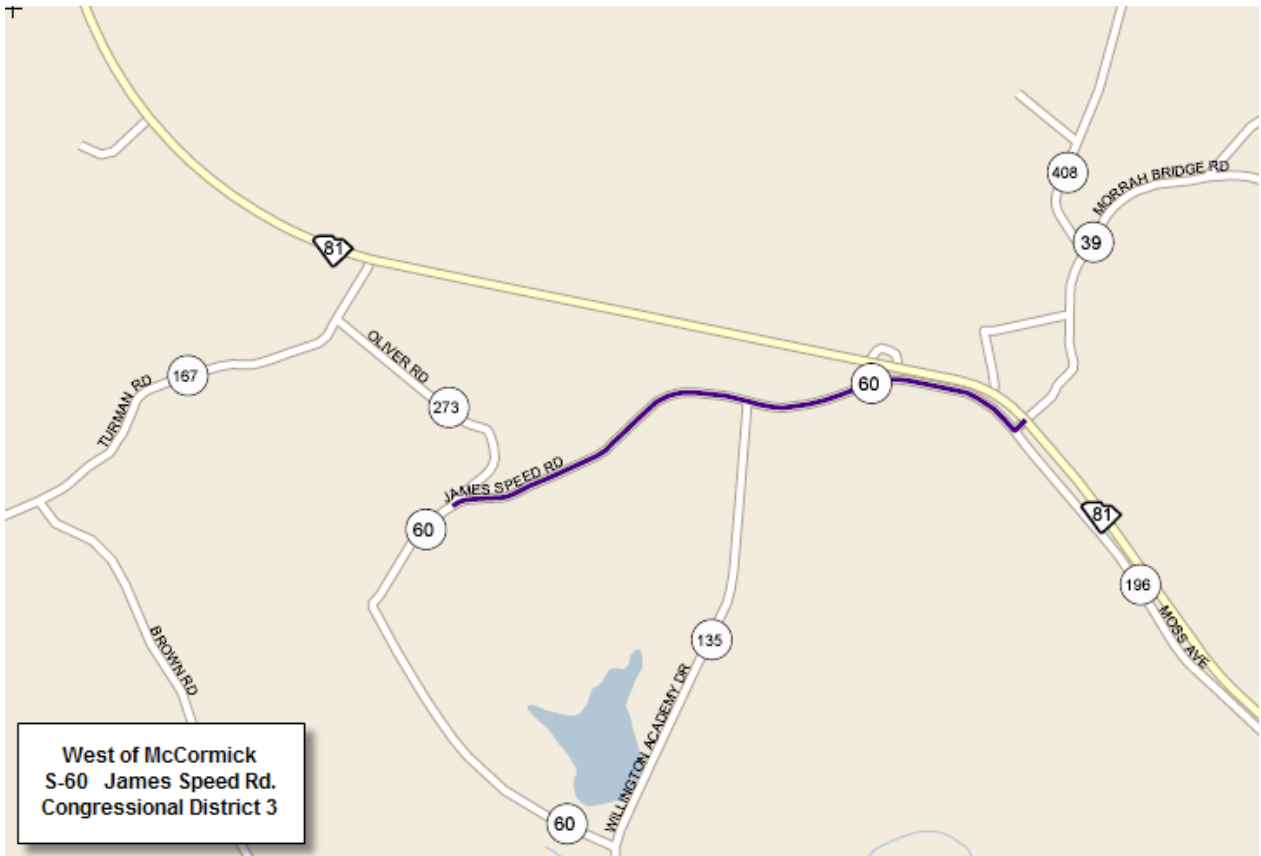 408
MORRAH BRIDGE RD
39
81
OLIVER RD
167
60
TURMAN RD
273
JAMES SPEED RD
60
81
196
BROWN RD
135
MOSS AVE
WILLINGTON ACADEMY DR
60
West of McCormick
S-60 James Speed Rd.
Congressional District 3